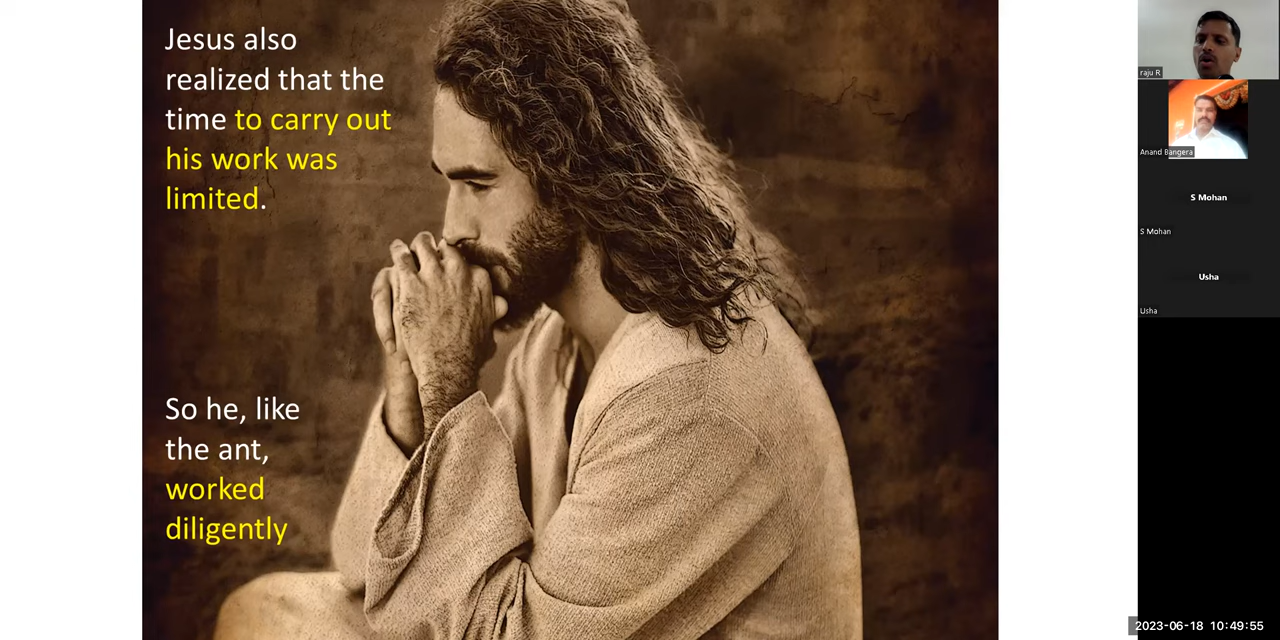 Jesus also
realized that the
time to carry out
his work was
limited.
So he, like
the ant,
worked
diligently
raju R
Anand Bangera
S Mohan
S Mohan
Usha
Usha
2023-06-18 10:49:55